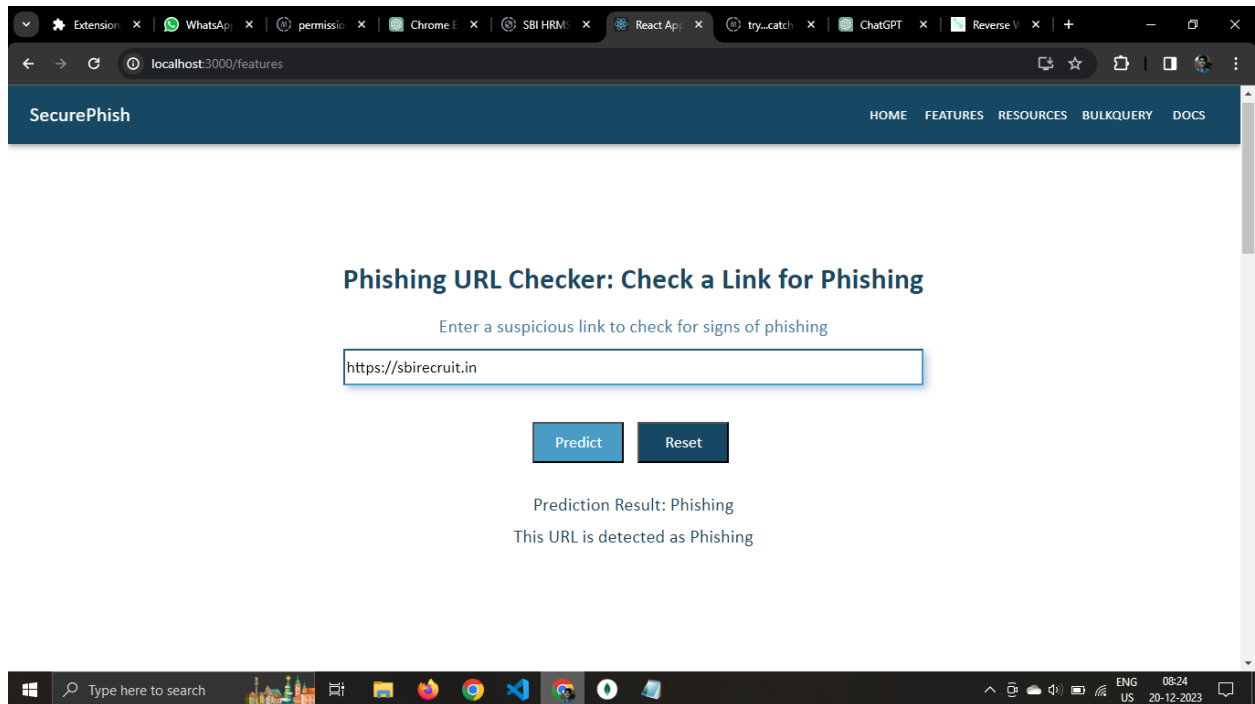 Extension WhatsAp permissio Chrome E SBI HRMS React Ap try...catch ChatGPT Reverse V
localhost:3000/features
SecurePhish HOME FEATURES RESOURCES BULKQUERY DOCS
Phishing URL Checker: Check a Link for Phishing
Enter a suspicious link to check for signs of phishing
https://sbirecruit.in
Predict Reset
Prediction Result: Phishing
This URL is detected as Phishing
Type here to search ENG 08:24
US 20-12-2023